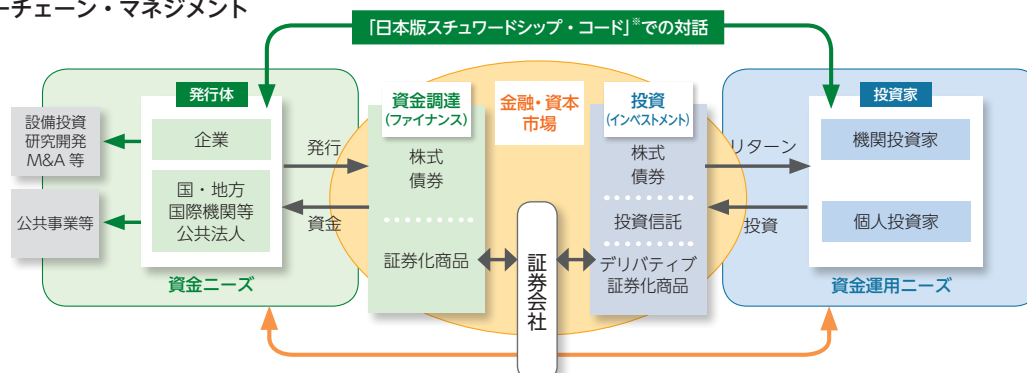 ーチェーン・マネジメント
「日本版スチュワードシップ・コード」※での対話
発行体
企業
国・地方
国際機関等
公共法人
資金ニーズ
設備投資
研究開発
M&A 等
公共事業等
発行
資金
資金調達
(ファイナンス)
株式
債券
証券化商品
金融・資本
市場
証券会社
投資
(インベストメント)
株式
債券
投資信託
デリバティブ
証券化商品
リターン
投資
投資家
機関投資家
個人投資家
資金運用ニーズ